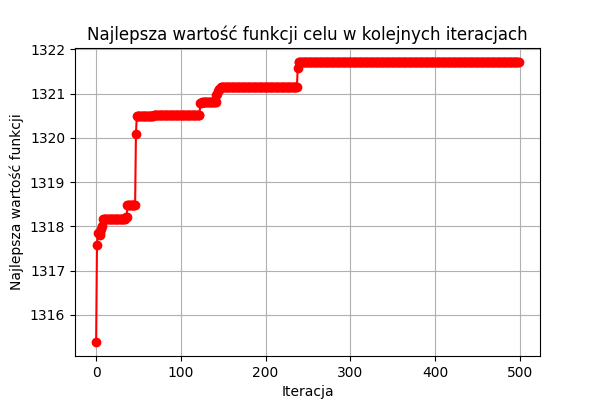 Najlepsza wartość funkcji celu w kolejnych iteracjach
1322
1321
1320
1319
1318
1317
1316
Najlepsza wartość funkcji
0 100 200 300 400 500
Iteracja